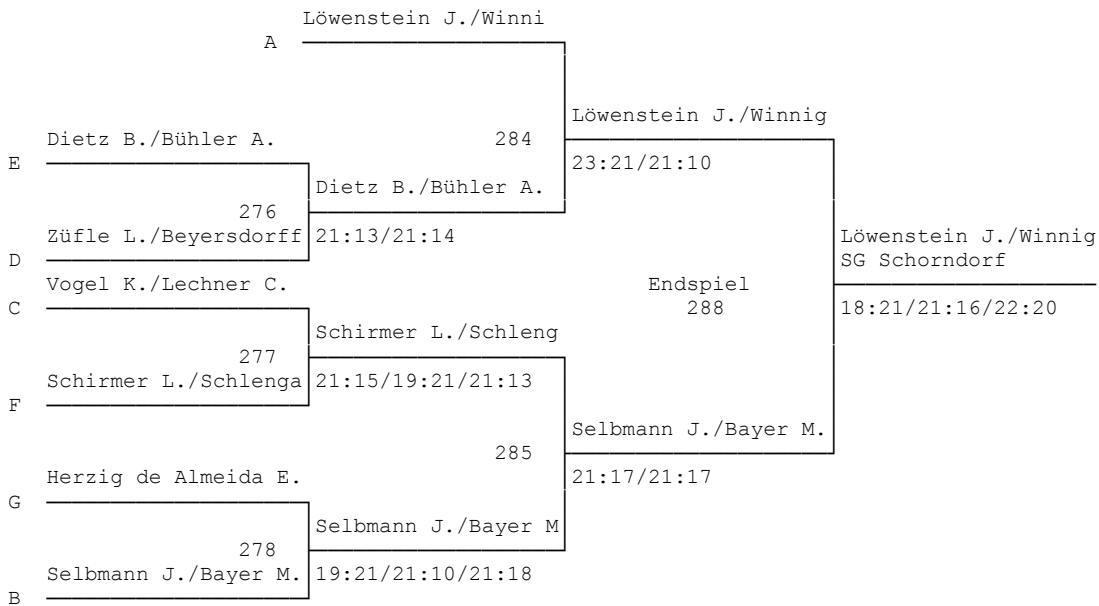 Löwenstein J./Winni
A
Löwenstein J./Winnig
Dietz B./Bühler A.
284
E
23:21/21:10
Dietz B./Bühler A.
276
Züfle L./Beyersdorff
21:13/21:14
Löwenstein J./Winnig
D
SG Schorndorf
Vogel K./Lechner C.
Endspiel
C
288
18:21/21:16/22:20
Schirmer L./Schleng
277
Schirmer L./Schlenga
21:15/19:21/21:13
F
Selbmann J./Bayer M.
285
Herzig de Almeida E.
21:17/21:17
G
Selbmann J./Bayer M
278
Selbmann J./Bayer M.
19:21/21:10/21:18
B